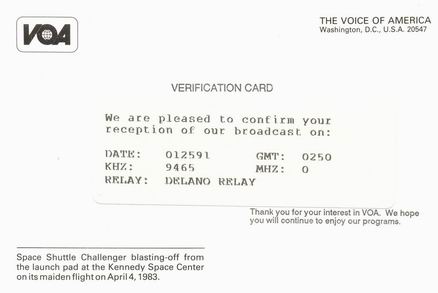 VOA
THE VOICE OF AMERICA
Washington, D.C., U.S.A. 20547
VERIFICATION CARD
We are pleased to confirm your
reception of our broadcast on:
DATE: 012591 GMT: 0250
KHZ: 9465 MHZ: 0
RELAY: DELANO RELAY
Thank you for your interest in VOA. We hope
you will continue to enjoy our programs.
Space Shuttle Challenger blasting-off from
the launch pad at the Kennedy Space Center
on its maiden flight on April 4, 1983.